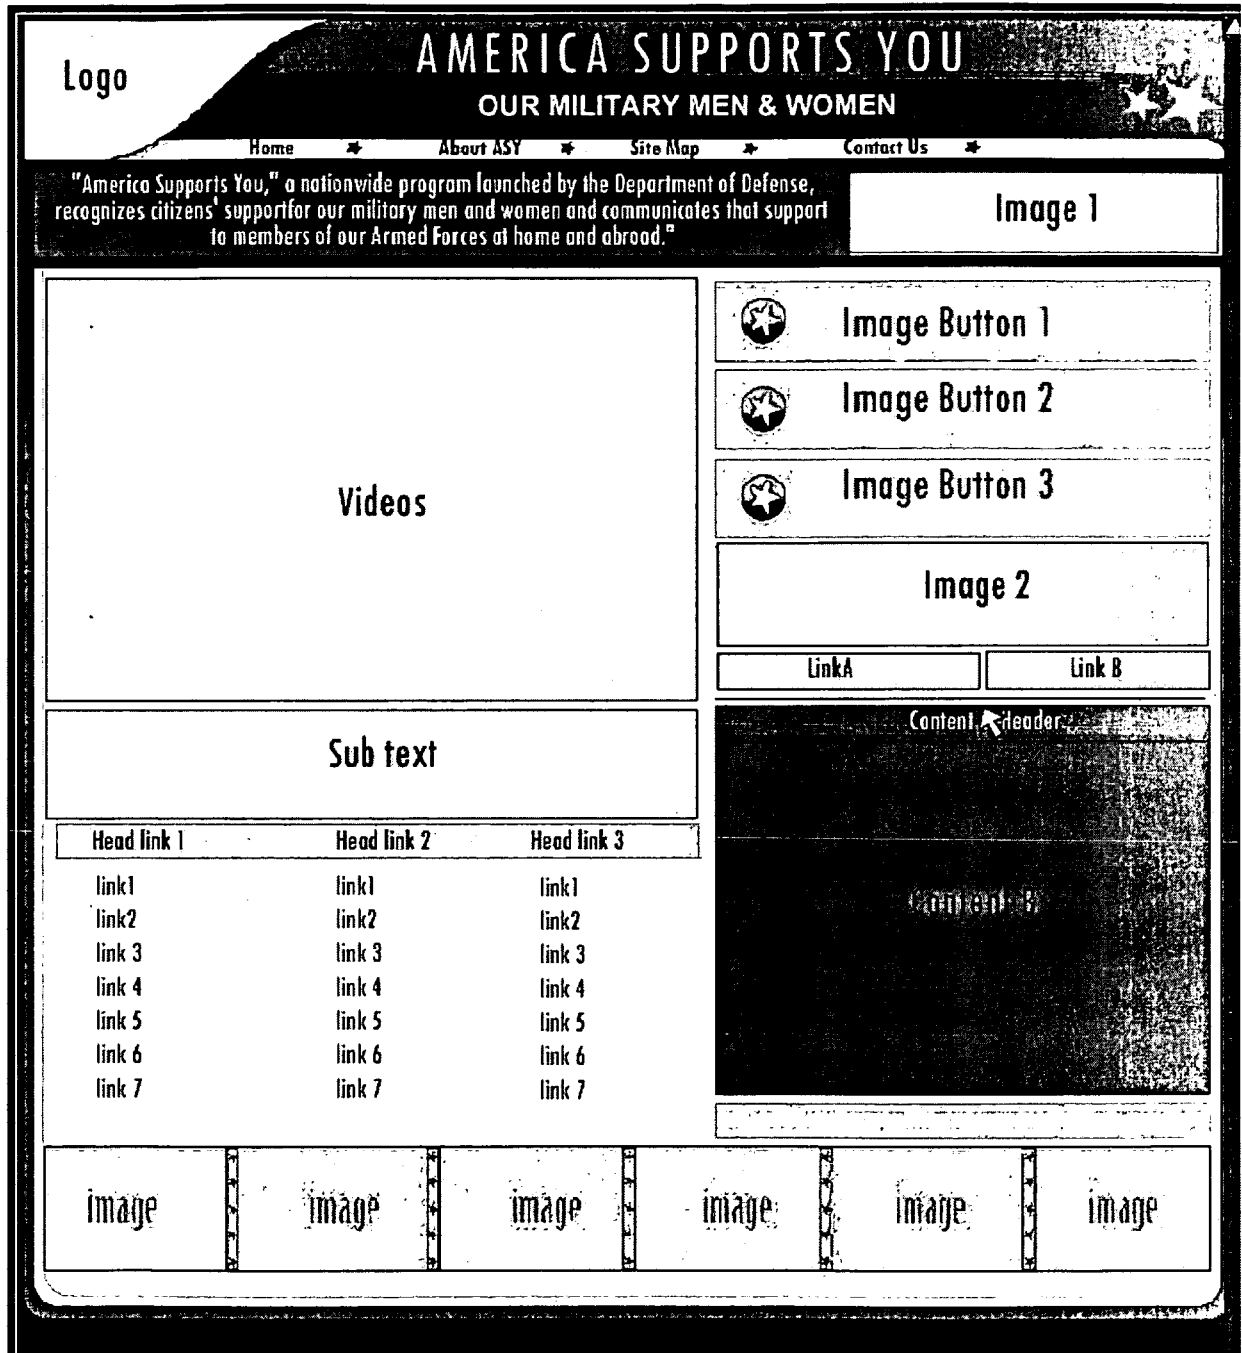 Logo
AMERICA SUPPORTS YOU
OUR MILITARY MEN & WOMEN
Home About ASY Site Map Contact Us
"America Supports You," a nationwide program launched by the Department of Defense,
recognizes citizens' supportfor our military men and women and communicates that support
to members of our Armed Forces at home and abroad."
Image 1
Videos
Image Button 1
Image Button 2
Image Button 3
Image 2
LinkA Link B
Sub text
Content Header
Content B
Head link 1 Head link 2 Head link 3
link1 link1 link1
link2 link2 link2
link 3 link 3 link 3
link 4 link 4 link 4
link 5 link 5 link 5
link 6 link 6 link 6
link 7 link 7 link 7
image image image image image image